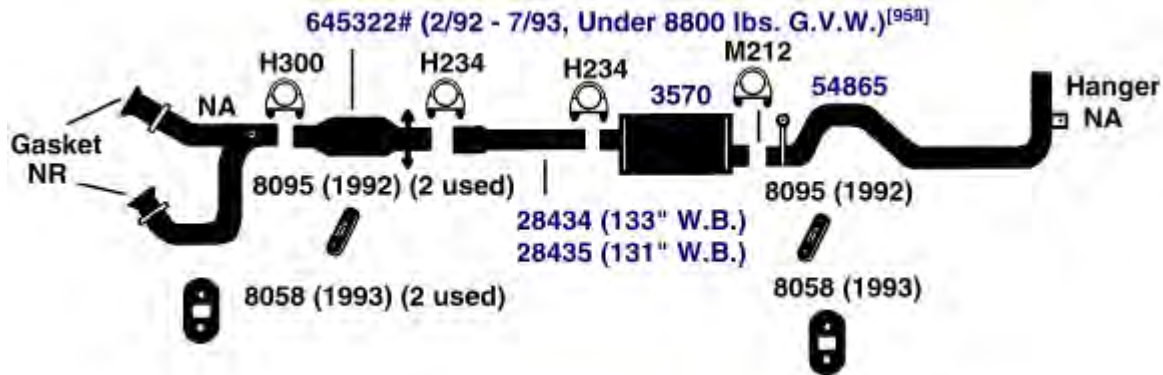 645322# (2/92 - 7/93, Under 8800 lbs. G.V.W.)[958]
H300
H234
H234
M212
3570
54865
Hanger
NA
NA
Gasket
NR
8095 (1992) (2 used)
8095 (1992)
28434 (133" W.B.)
28435 (131" W.B.)
8058 (1993) (2 used)
8058 (1993)